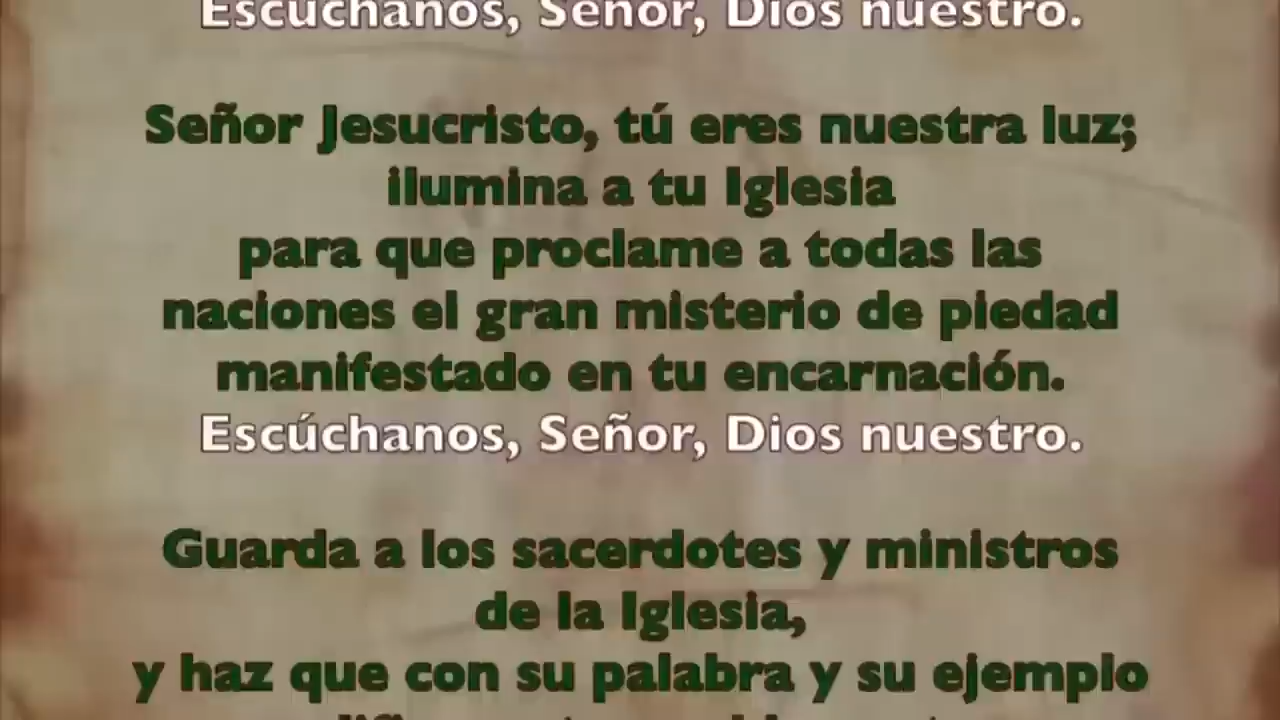 Escúchanos, Señor, Dios nuestro.
Señor Jesucristo, tú eres nuestra luz;
ilumina a tu Iglesia
para que proclame a todas las
naciones el gran misterio de piedad
manifestado en tu encarnación.
Escúchanos, Señor, Dios nuestro.
Guarda a los sacerdotes y ministros
de la Iglesia,
y haz que con su palabra y su ejemplo